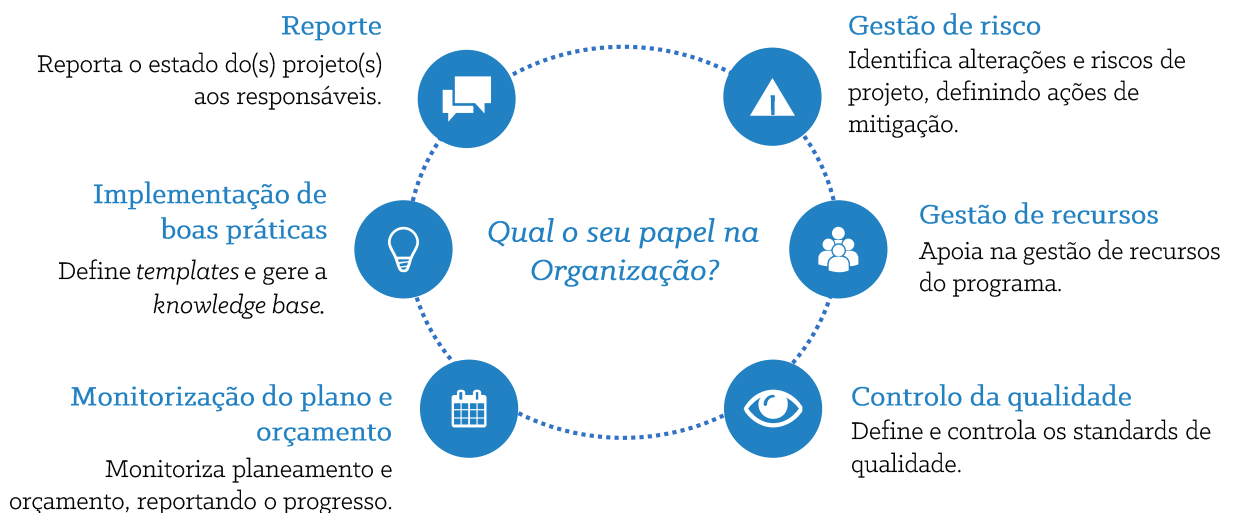 Reporte
Reporta o estado do(s) projeto(s)
aos responsáveis.
Gestão de risco
Identifica alterações e riscos de
projeto, definindo ações de
mitigação.
Implementação de
boas práticas
Define templates e gere a
knowledge base.
Qual o seu papel na
Organização?
Gestão de recursos
Apoia na gestão de recursos
do programa.
Monitorização do plano e
orçamento
Monitoriza planeamento e
orçamento, reportando o progresso.
Controlo da qualidade
Define e controla os standards de
qualidade.